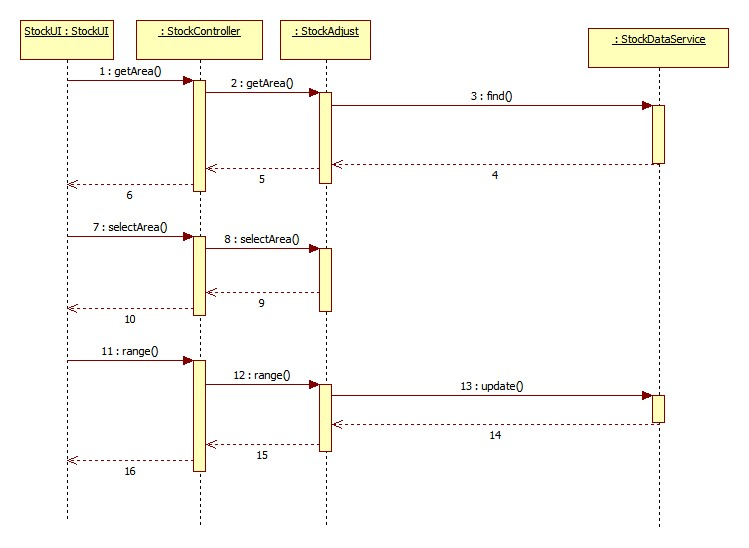 StockUI : StockUI
: StockController
: StockAdjust
: StockDataService
1 : getArea()
2 : getArea()
3 : find()
4
5
6
7 : selectArea()
8 : selectArea()
9
10
11 : range()
12 : range()
13 : update()
14
15
16